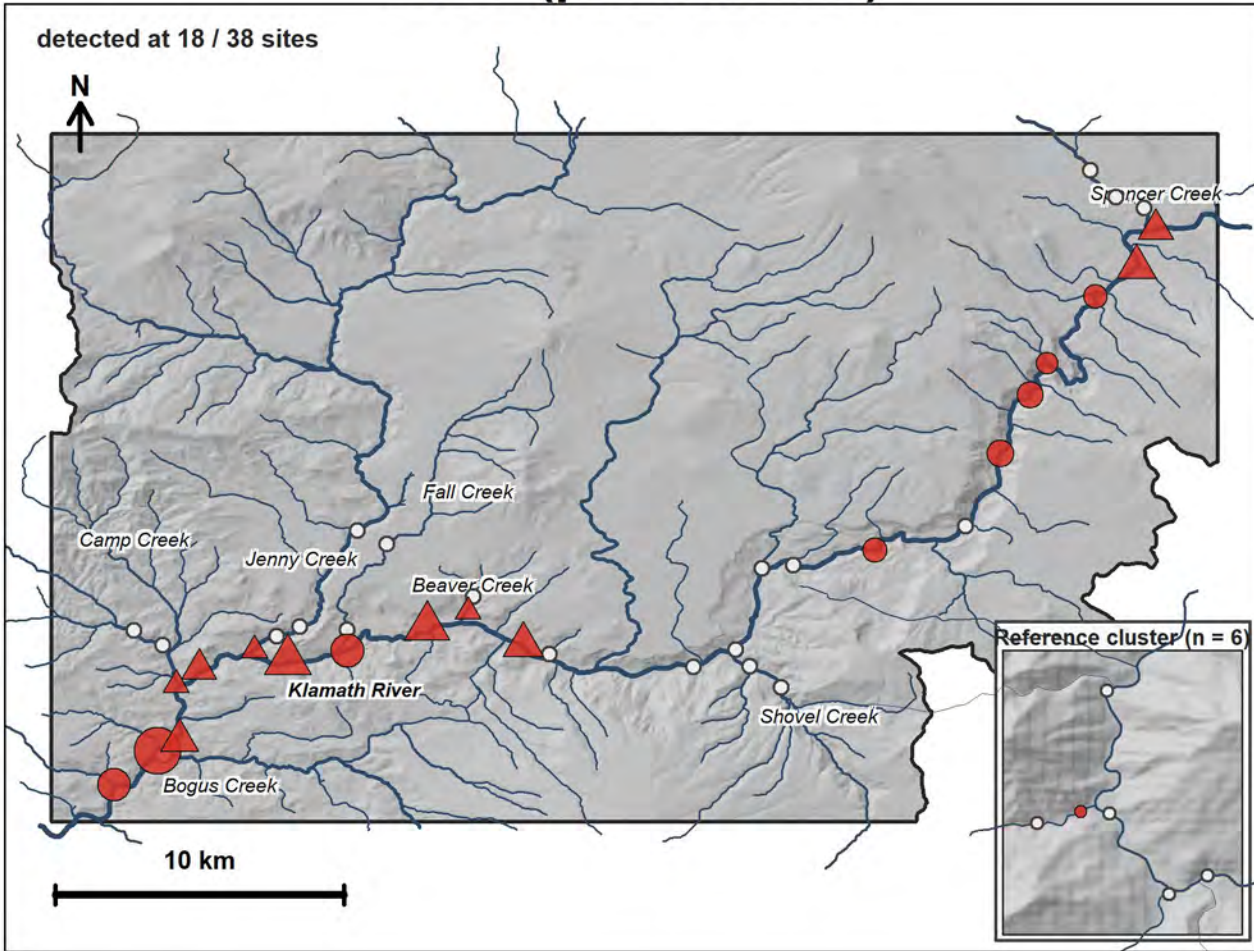 detected at 18 / 38 sites
N
Spencer Creek
Fall Creek
Camp Creek
Jenny Creek
Beaver Creek
Klamath River
Shovel Creek
Bogus Creek
Reference cluster (n = 6)
10 km